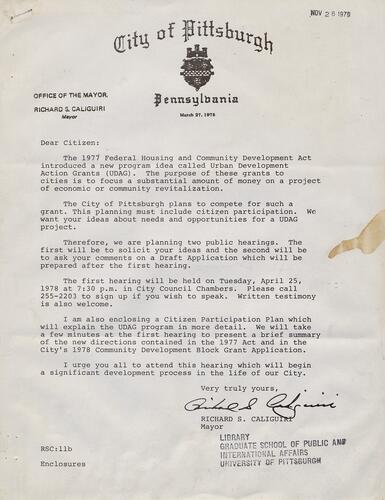 NOV 28 1978
City of Pittsburgh
OFFICE OF THE MAYOR
RICHARD S. CALIGUIRI
Mayor
Pennsylvania
March 27, 1978
Dear Citizen:
The 1977 Federal Housing and Community Development Act
introduced a new program idea called Urban Development
Action Grants (UDAG). The purpose of these grants to
cities is to focus a substantial amount of money on a project
of economic or community revitalization.
The City of Pittsburgh plans to compete for such
a grant. This planning must include citizen participation. We
want your ideas about needs and opportunities for a UDAG
project.
Therefore, we are planning two public hearings. The
first will be to solicit your ideas and the second will be
to ask your comments on a Draft Application which will be
prepared after the first hearing.
The first hearing will be held on Tuesday, April 25,
1978 at 7:30 p.m. in City Council Chambers. Please call
255-2203 to sign up if you wish to speak. Written testimony
is also welcome.
I am also enclosing a Citizen Participation Plan which
will explain the UDAG program in more detail. We will take
a few minutes at the first hearing to present a brief summary
of the new directions contained in the 1977 Act and in the
City's 1978 Community Development Block Grant Application.
I urge you all to attend this hearing which will begin
a significant development process in the life of our City.
Very truly yours,
Richard S. Caliguiri
RICHARD S. CALIGUIRI
Mayor
LIBRARY
GRADUATE SCHOOL OF PUBLIC AND
INTERNATIONAL AFFAIRS
UNIVERSITY OF PITTSBURGH
RSC:llb
Enclosures